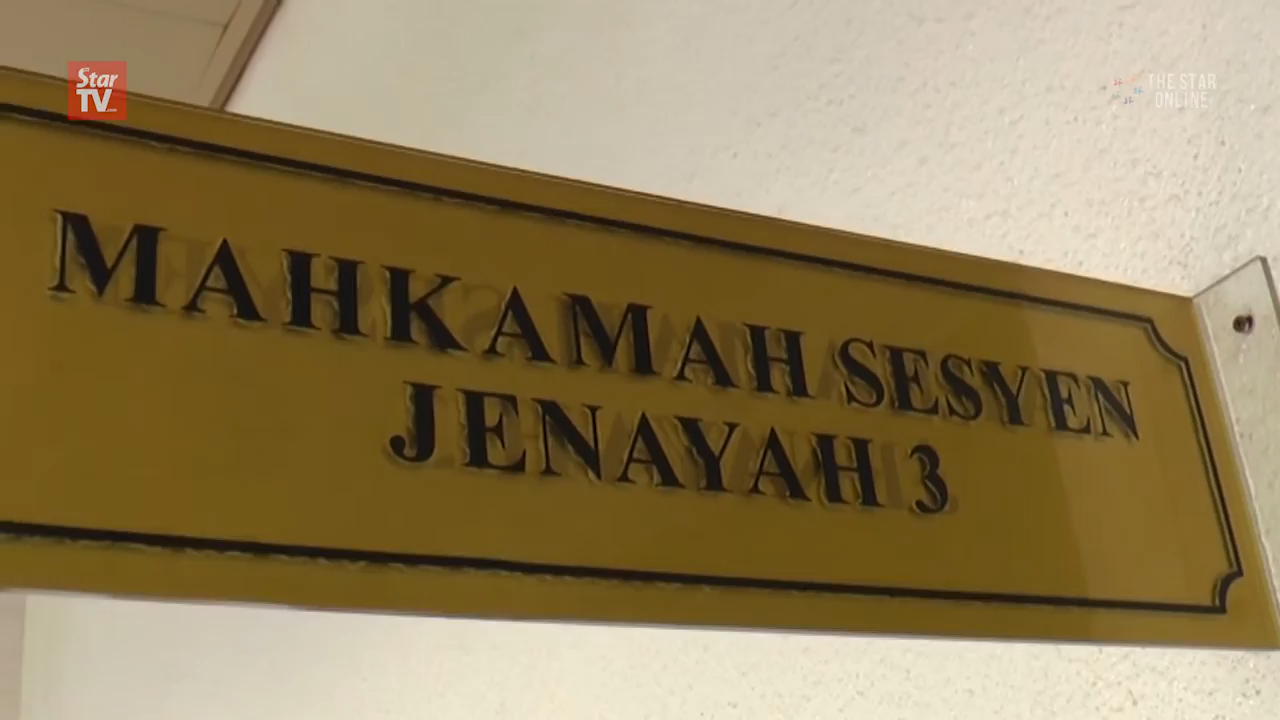 Star
TV
THE STAR
ONLINE
MAHKAMAH SESYEN
JENAYAH 3